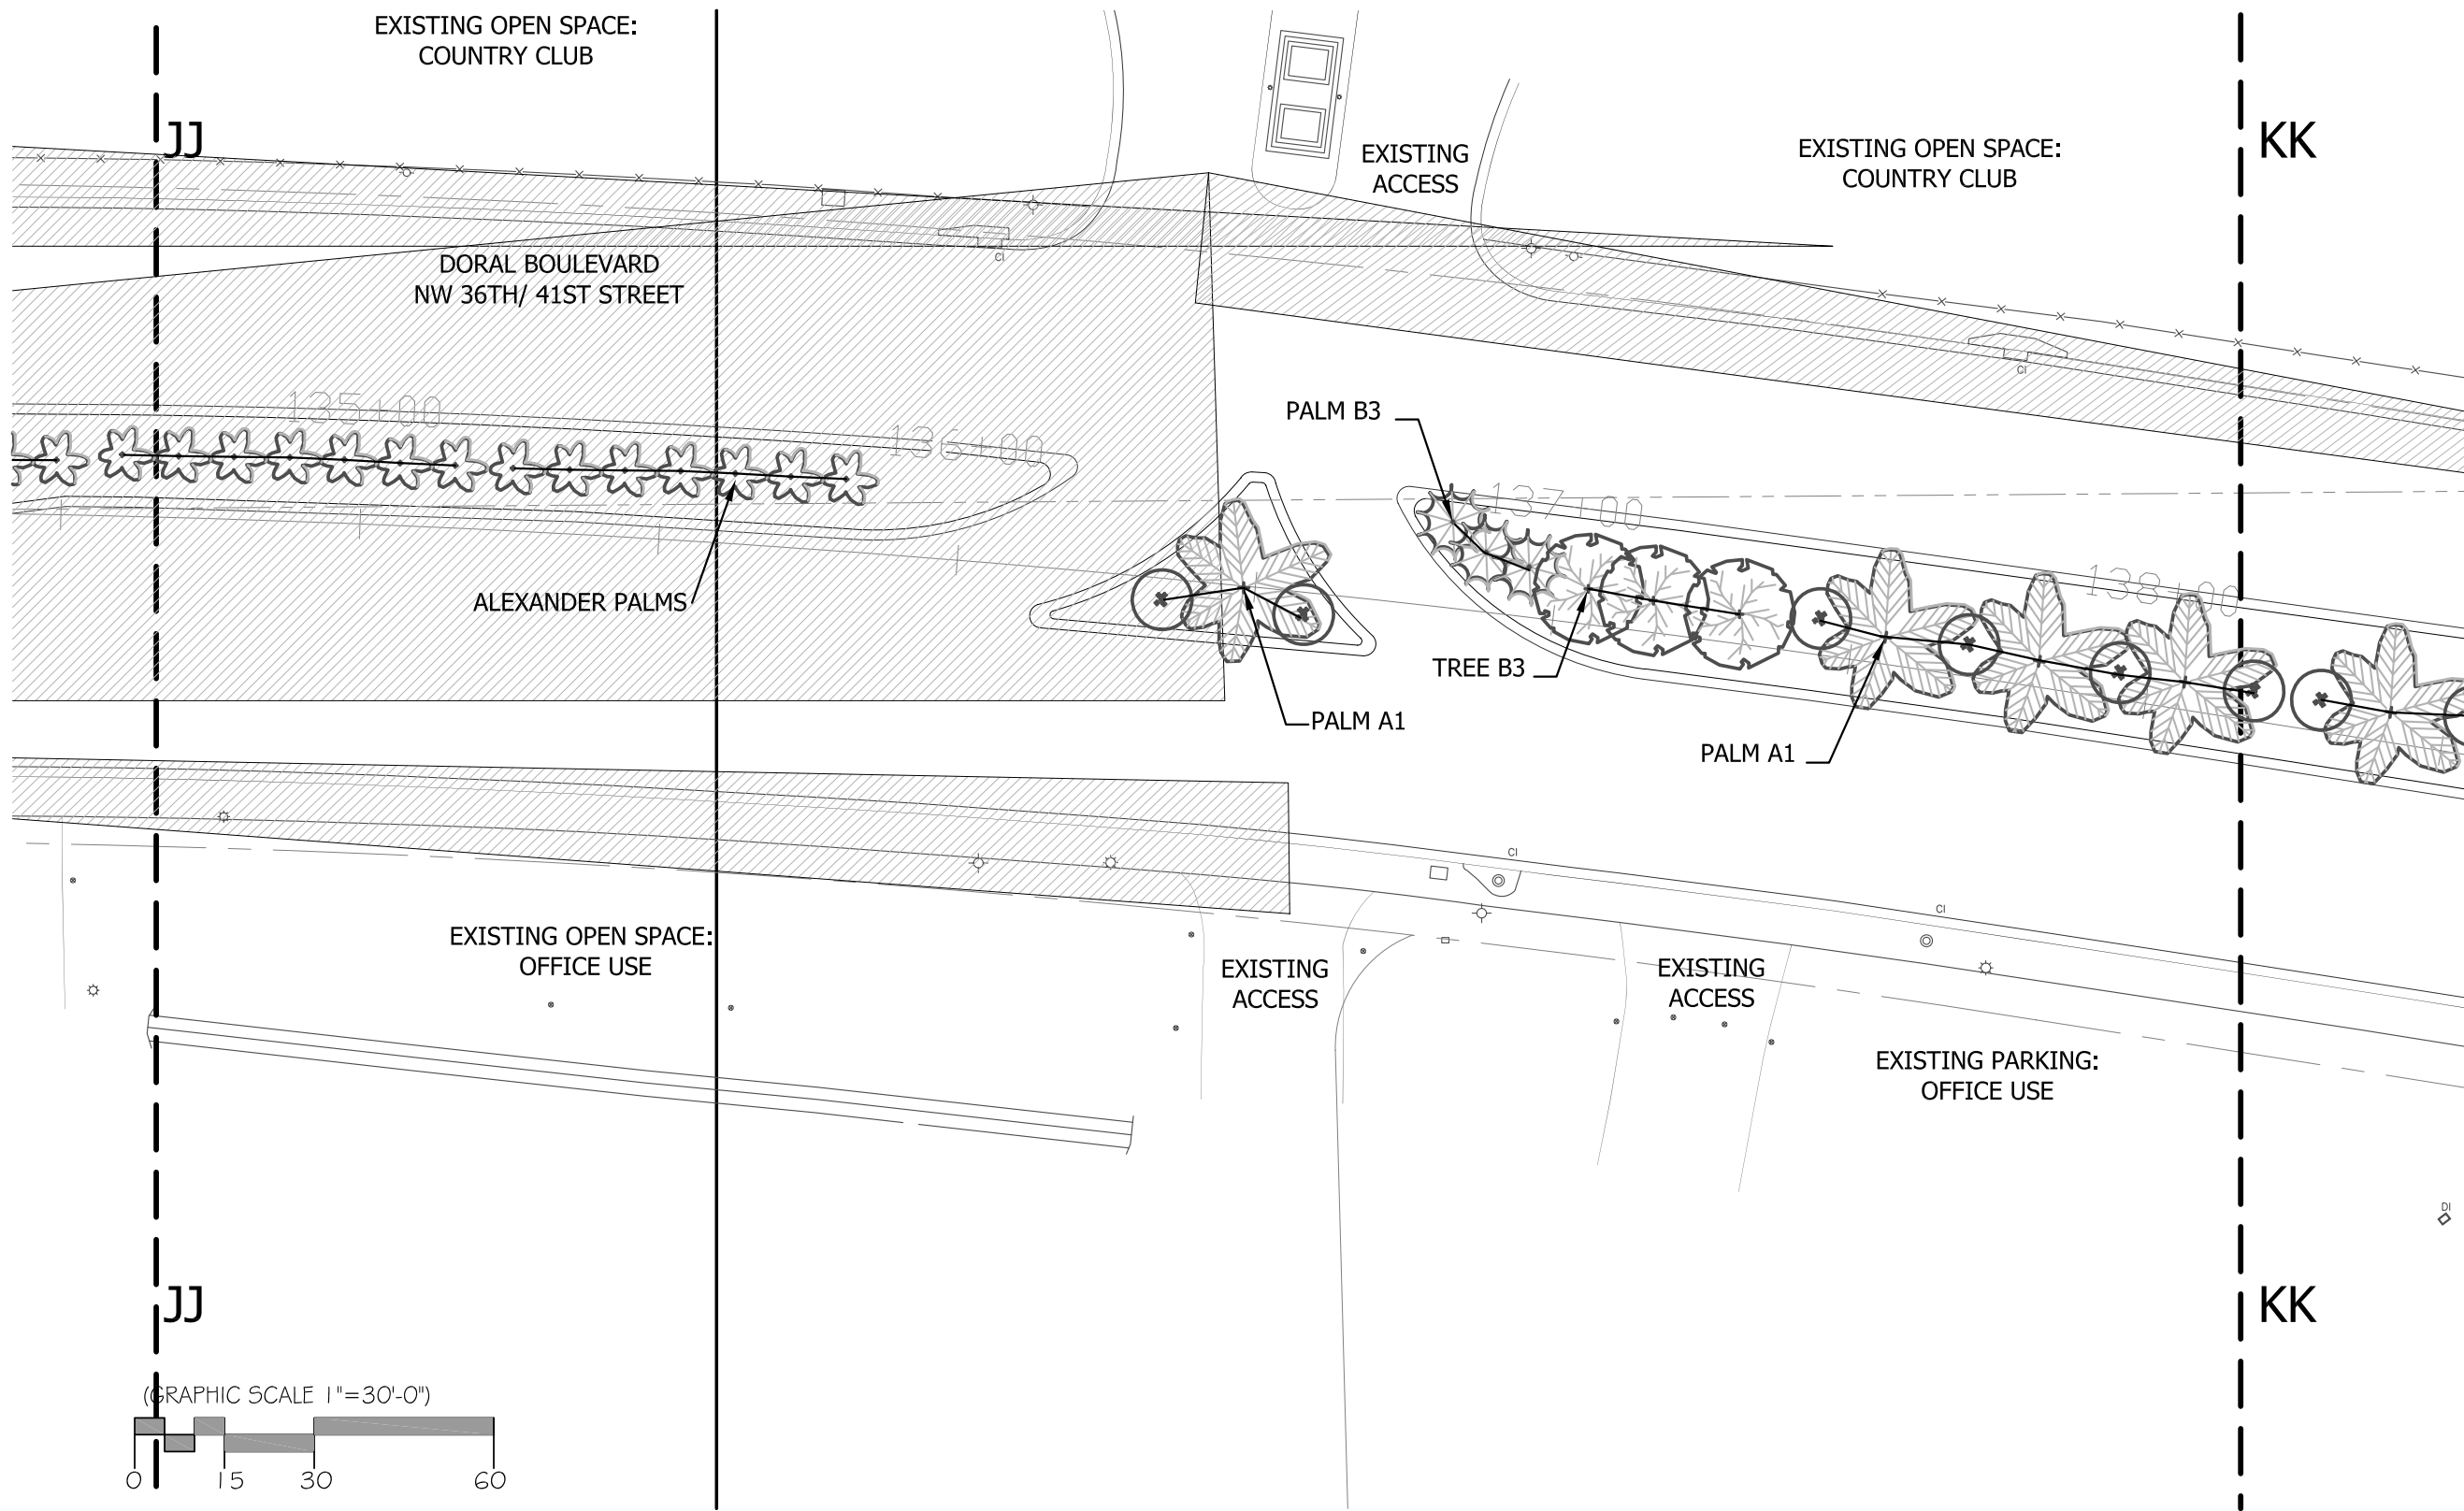 EXISTING OPEN SPACE:
COUNTRY CLUB
JJ
EXISTING
ACCESS
EXISTING OPEN SPACE:
COUNTRY CLUB
KK
DORAL BOULEVARD
NW 36TH/ 41ST STREET
CI
CI
135+00
136+00
PALM B3
137+00
138+00
ALEXANDER PALMS
TREE B3
PALM A1
PALM A1
CI
CI
EXISTING OPEN SPACE:
OFFICE USE
EXISTING
ACCESS
EXISTING
ACCESS
EXISTING PARKING:
OFFICE USE
DI
JJ
KK
(GRAPHIC SCALE 1"=30'-0")
0 15 30 60